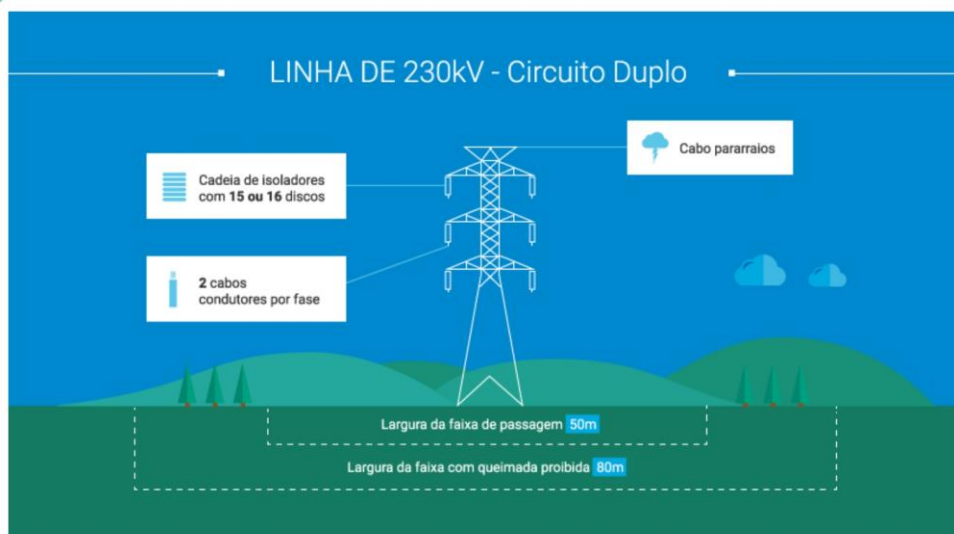 LINHA DE 230kV - Circuito Duplo
Cabo pararraios
Cadeia de isoladores
com 15 ou 16 discos
2 cabos
condutores por fase
Largura da faixa de passagem 50m
Largura da faixa com queimada proibida 80m